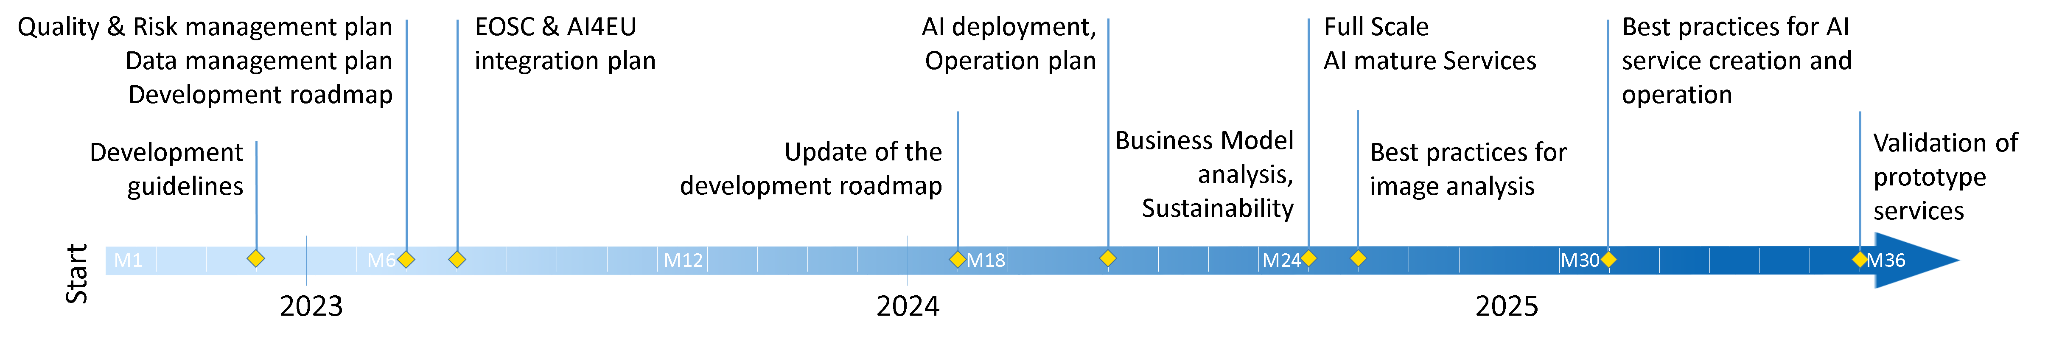 Quality & Risk management plan
Data management plan
Development roadmap
EOSC & AI4EU
integration plan
AI deployment,
Operation plan
Full Scale
AI mature Services
Best practices for AI
service creation and
operation
Development
guidelines
Update of the
development roadmap
Business Model
analysis,
Sustainability
Best practices for
image analysis
Validation of
prototype
services
Start
M1
M6
M12
M18
M24
M30
M36
2023
2024
2025